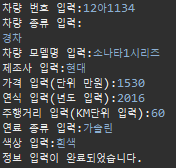 차량 번호 입력:12아1134
차량 종류 입력:
경차
차량 모델명 입력:소나타1시리즈
제조사 입력:현대
가격 입력(단위 만원):1530
연식 입력(년도 입력):2016
주행거리 입력(KM단위 입력):60
연료 종류 입력:가솔린
색상 입력:흰색
정보 입력이 완료되었습니다.